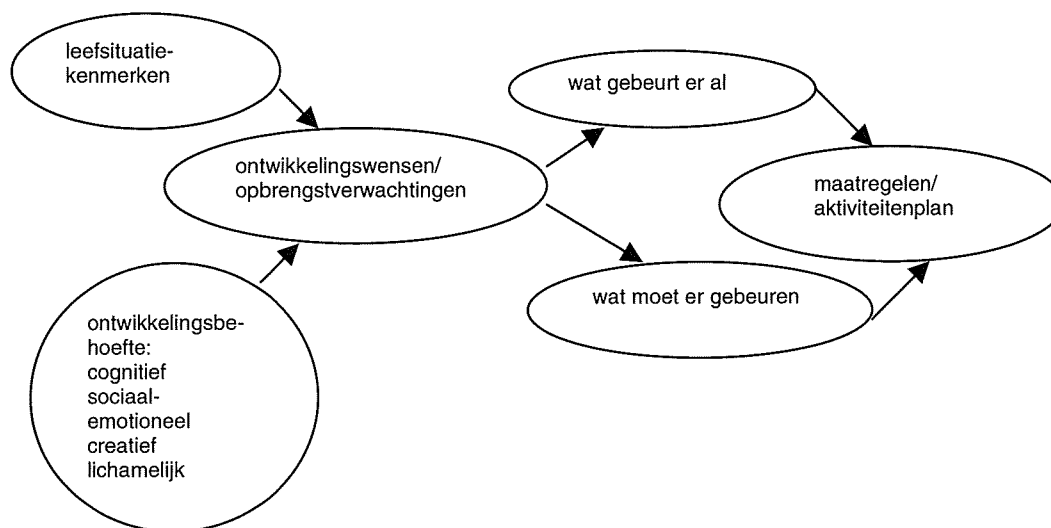 leefsituatie-
kenmerken
wat gebeurt er al
ontwikkelingswensen/
opbrengstverwachtingen
maatregelen/
aktiviteitenplan
wat moet er gebeuren
ontwikkelingsbe-
hoefte:
cognitief
sociaal-
emotioneel
creatief
lichamelijk